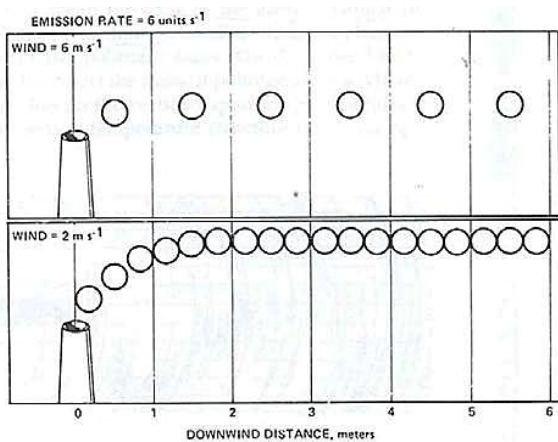 EMISSION RATE = 6 units s⁻¹
WIND = 6 m s⁻¹
WIND = 2 m s⁻¹
0 1 2 3 4 5 6
DOWNWIND DISTANCE, meters